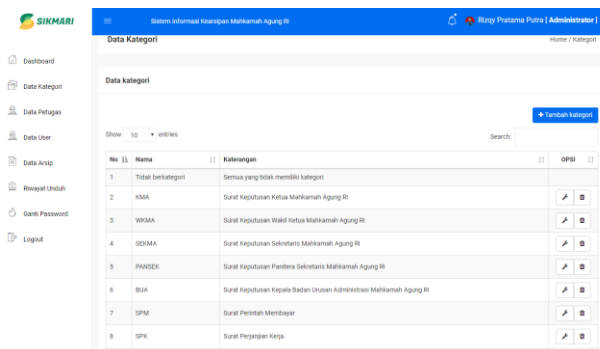 SIKMARI
Sistem Informasi Kearsipan Mahkamah Agung RI
Rizqy Pratama Putra [ Administrator ]
Data Kategori
Home / Kategori
Dashboard
Data Kategori
Data Petugas
Data User
Data Arsip
Riwayat Unduh
Ganti Password
Logout
Data kategori
+ Tambah kategori
Show 10 entries
Search:
No Nama Keterangan OPSI
1 Tidak berkategori Semua yang tidak memiliki kategori
2 KMA Surat Keputusan Ketua Mahkamah Agung RI
3 WKMA Surat Keputusan Wakil Ketua Mahkamah Agung RI
4 SEKMA Surat Keputusan Sekretaris Mahkamah Agung RI
5 PANSEK Surat Keputusan Panitera Sekretaris Mahkamah Agung RI
6 BUA Surat Keputusan Kepala Badan Urusan Administrasi Mahkamah Agung RI
7 SPM Surat Perintah Membayar
8 SPK Surat Perjanjian Kerja